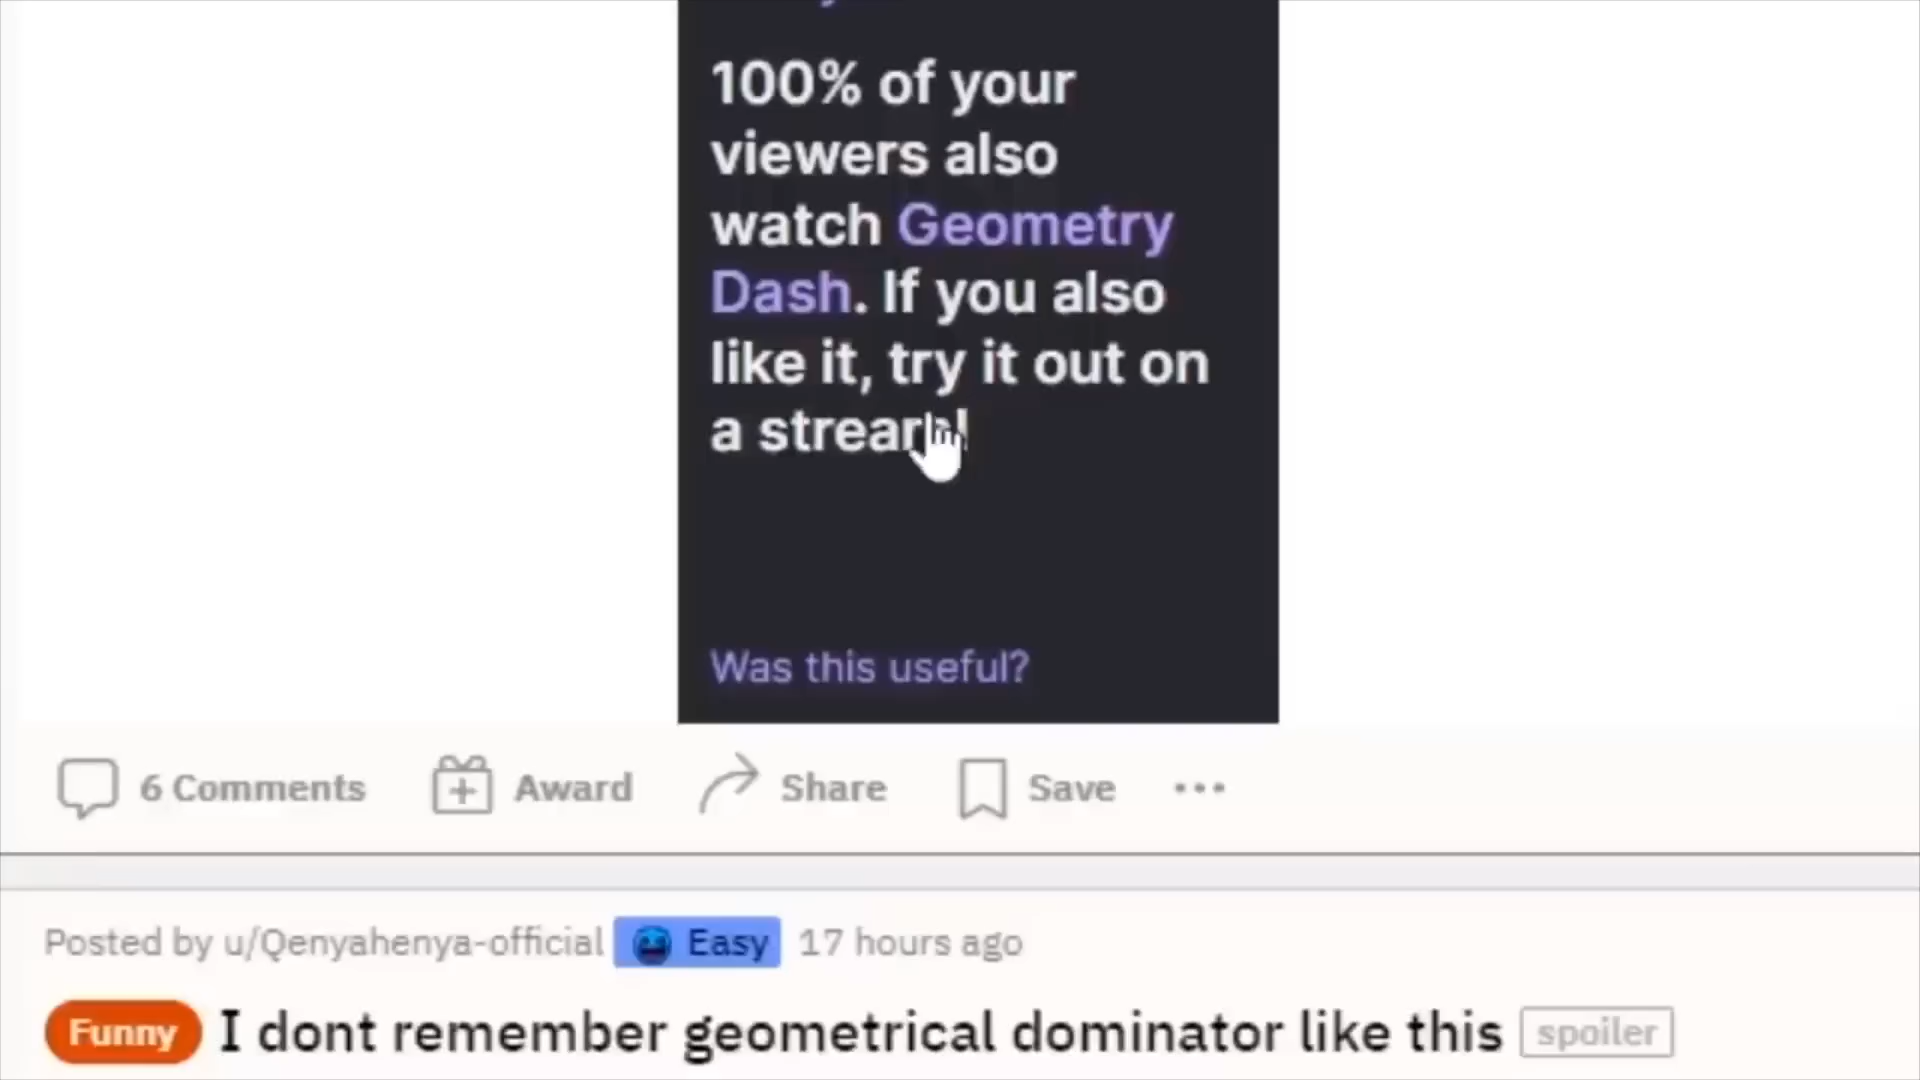 100% of your
viewers also
watch Geometry
Dash. If you also
like it, try it out on
a stream!
Was this useful?
6 Comments Award Share Save
Posted by u/Qenyahenya-official Easy 17 hours ago
Funny I dont remember geometrical dominator like this spoiler